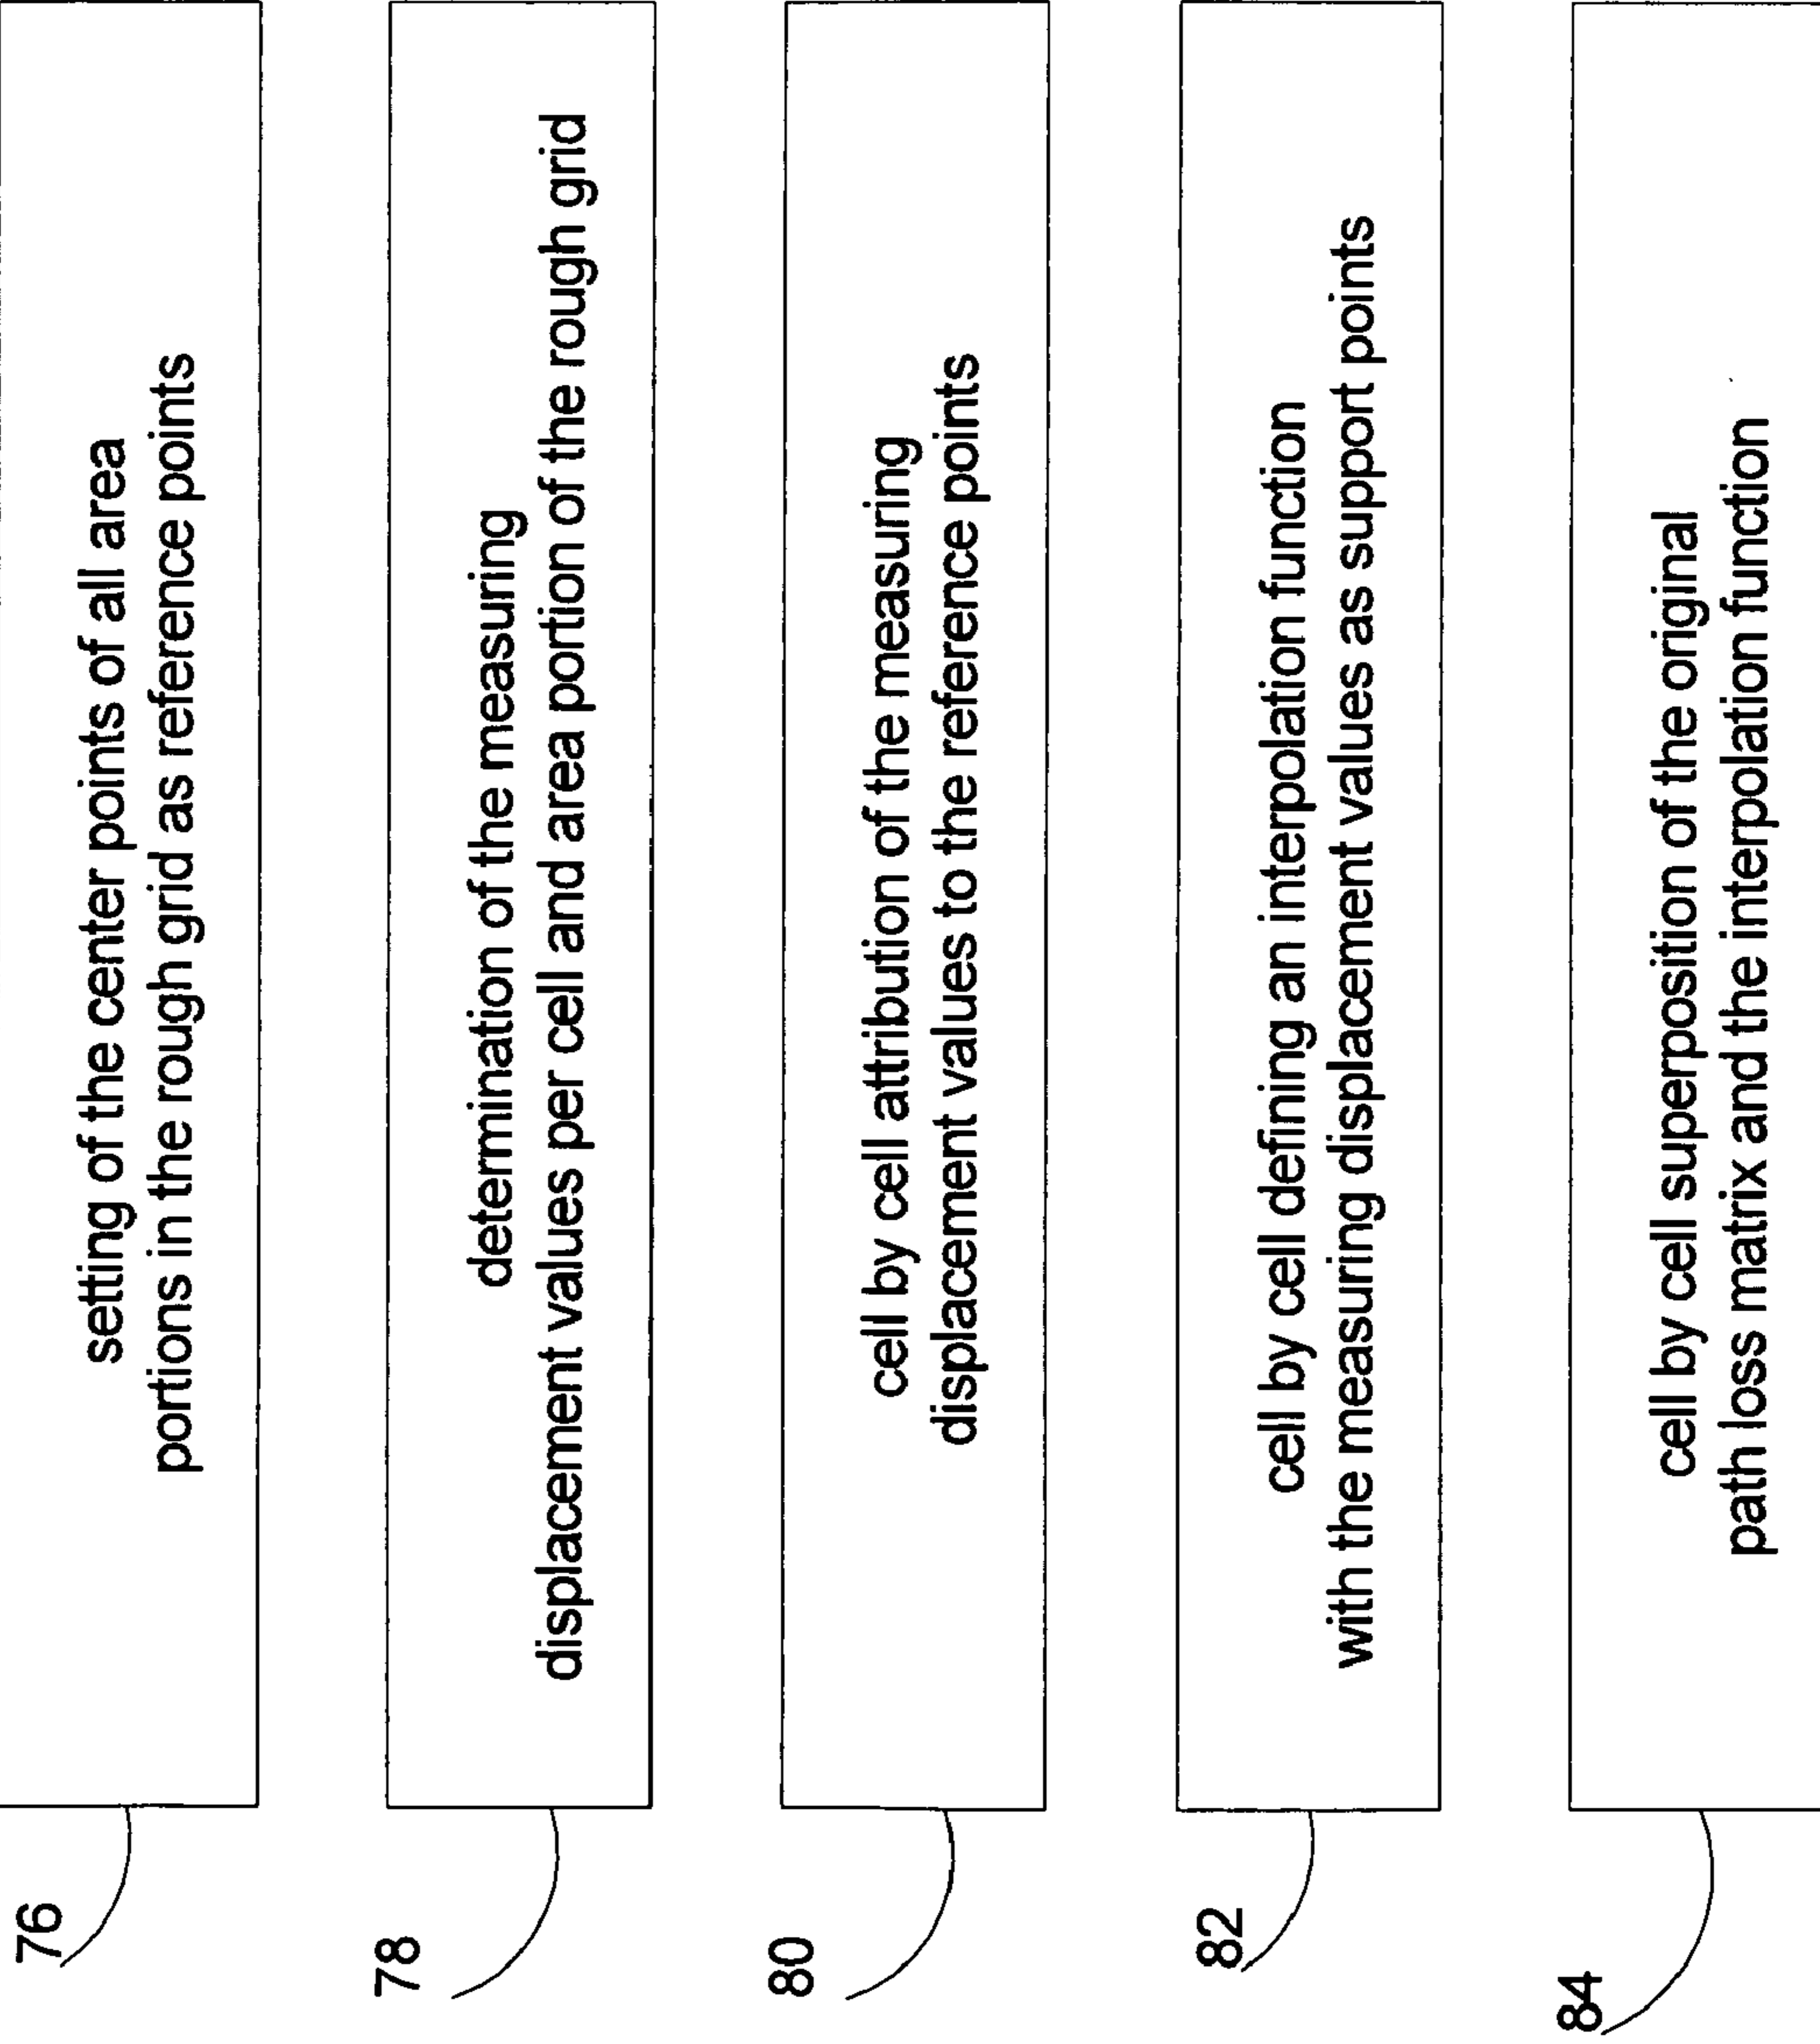 76
setting of the center points of all area
portions in the rough grid as reference points
78
determination of the measuring
displacement values per cell and area portion of the rough grid
80
cell by cell attribution of the measuring
displacement values to the reference points
82
cell by cell defining an interpolation function
with the measuring displacement values as support points
84
cell by cell superposition of the original
path loss matrix and the interpolation function